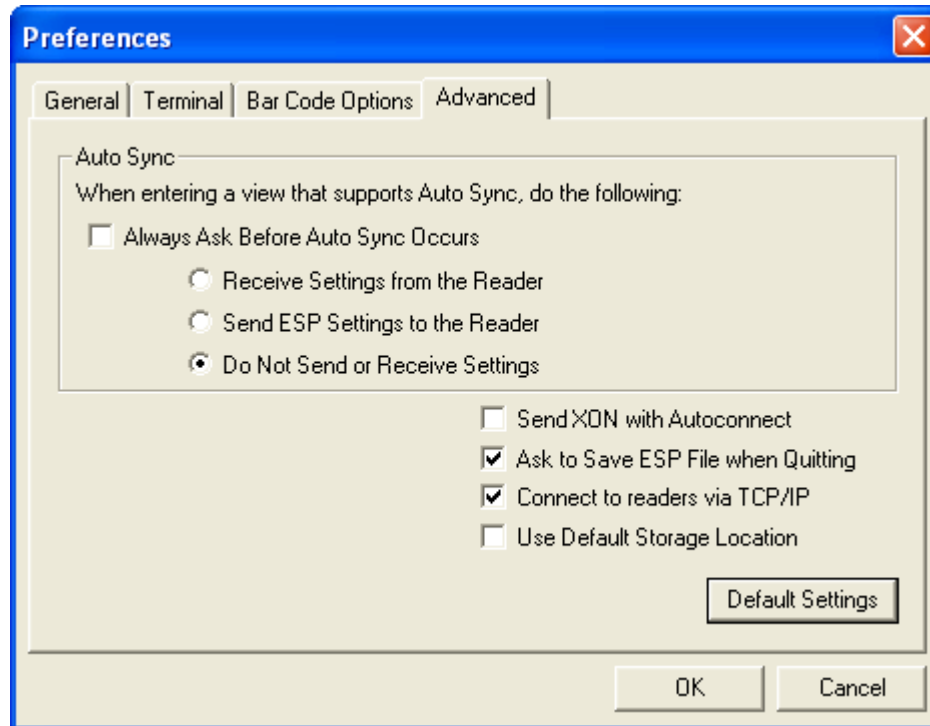 Preferences
General Terminal Bar Code Options Advanced
Auto Sync
When entering a view that supports Auto Sync, do the following:
Always Ask Before Auto Sync Occurs
Receive Settings from the Reader
Send ESP Settings to the Reader
Do Not Send or Receive Settings
Send XON with Autoconnect
Ask to Save ESP File when Quitting
Connect to readers via TCP/IP
Use Default Storage Location
Default Settings
OK Cancel